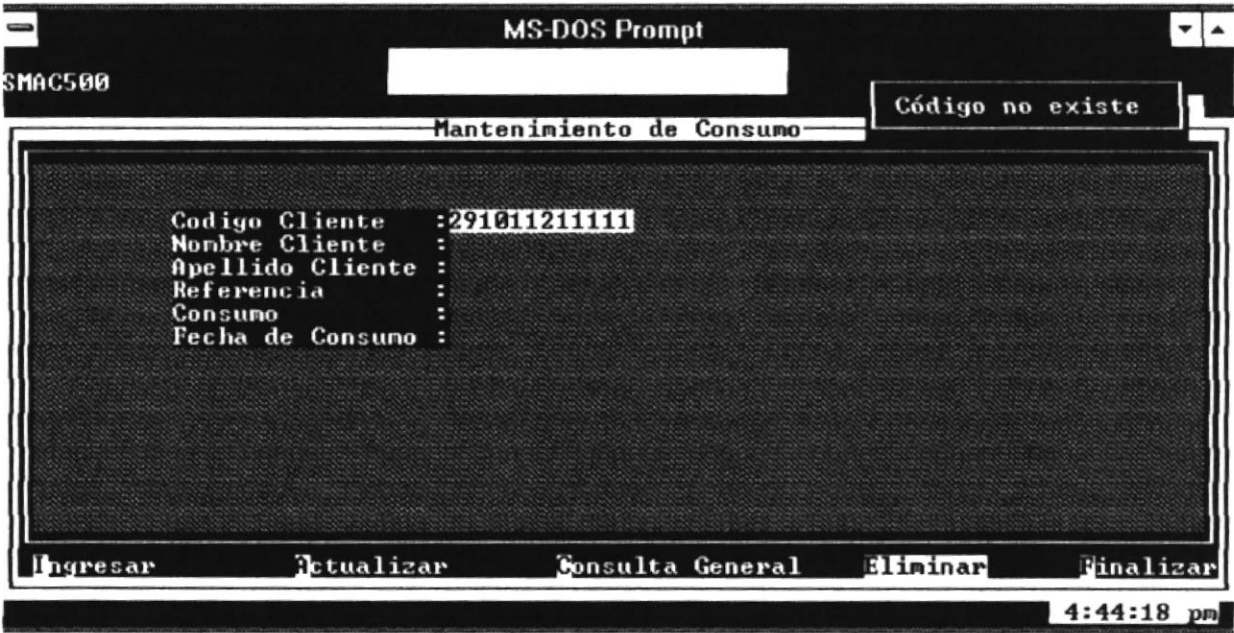 MS-DOS Prompt
SMAC500
Código no existe
Mantenimiento de Consumo
Codigo Cliente :291011211111
Nombre Cliente :
Apellido Cliente :
Referencia :
Consumo :
Fecha de Consumo :
Ingresar Actualizar Consulta General Eliminar Finalizar
4:44:18 pm